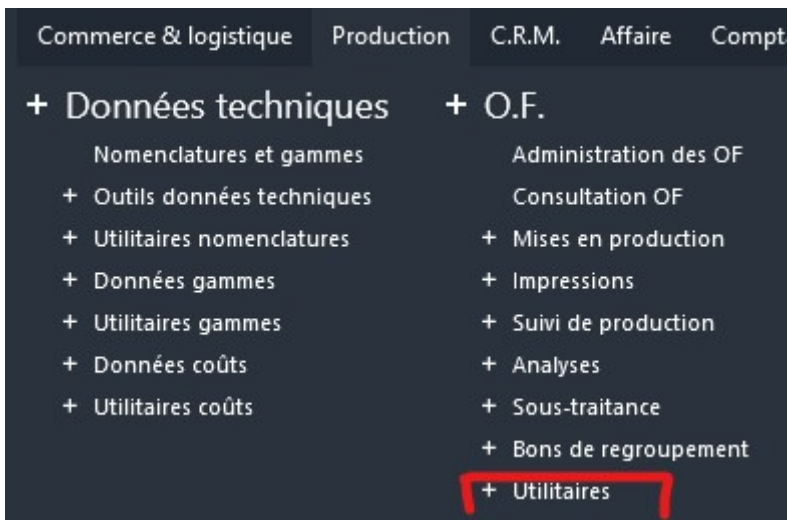 Commerce & logistique Production C.R.M. Affaire Compt
+ Données techniques
Nomenclatures et gammes
+ Outils données techniques
+ Utilitaires nomenclatures
+ Données gammes
+ Utilitaires gammes
+ Données coûts
+ Utilitaires coûts
+ O.F.
Administration des OF
Consultation OF
+ Mises en production
+ Impressions
+ Suivi de production
+ Analyses
+ Sous-traitance
+ Bons de regroupement
+ Utilitaires